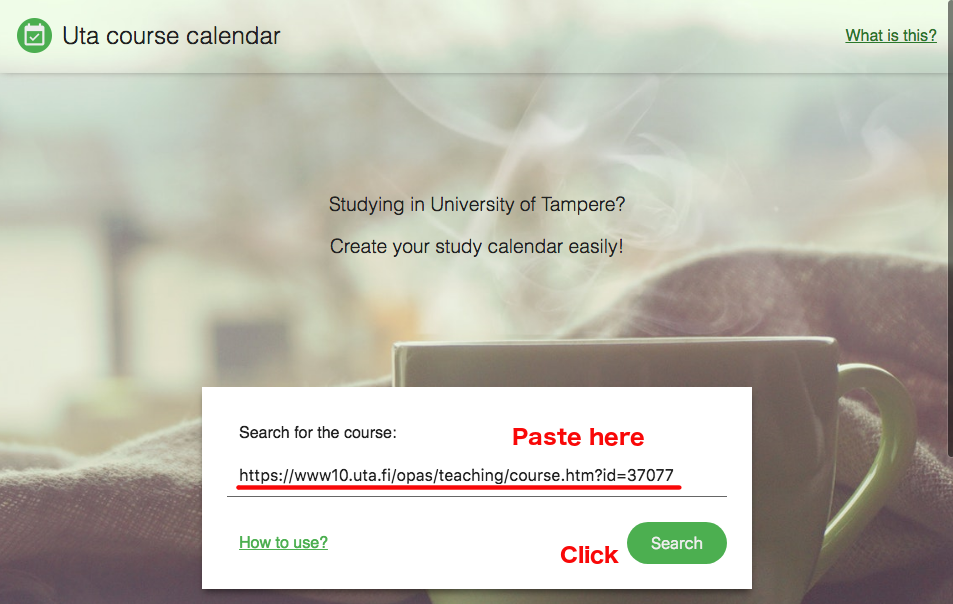 Uta course calendar
What is this?
Studying in University of Tampere?
Create your study calendar easily!
Search for the course:
Paste here
https://www10.uta.fi/opas/teaching/course.htm?id=37077
How to use?
Click
Search